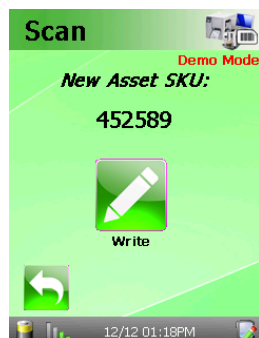 Scan
Demo Mode
New Asset SKU:
452589
Write
12/12 01:18PM